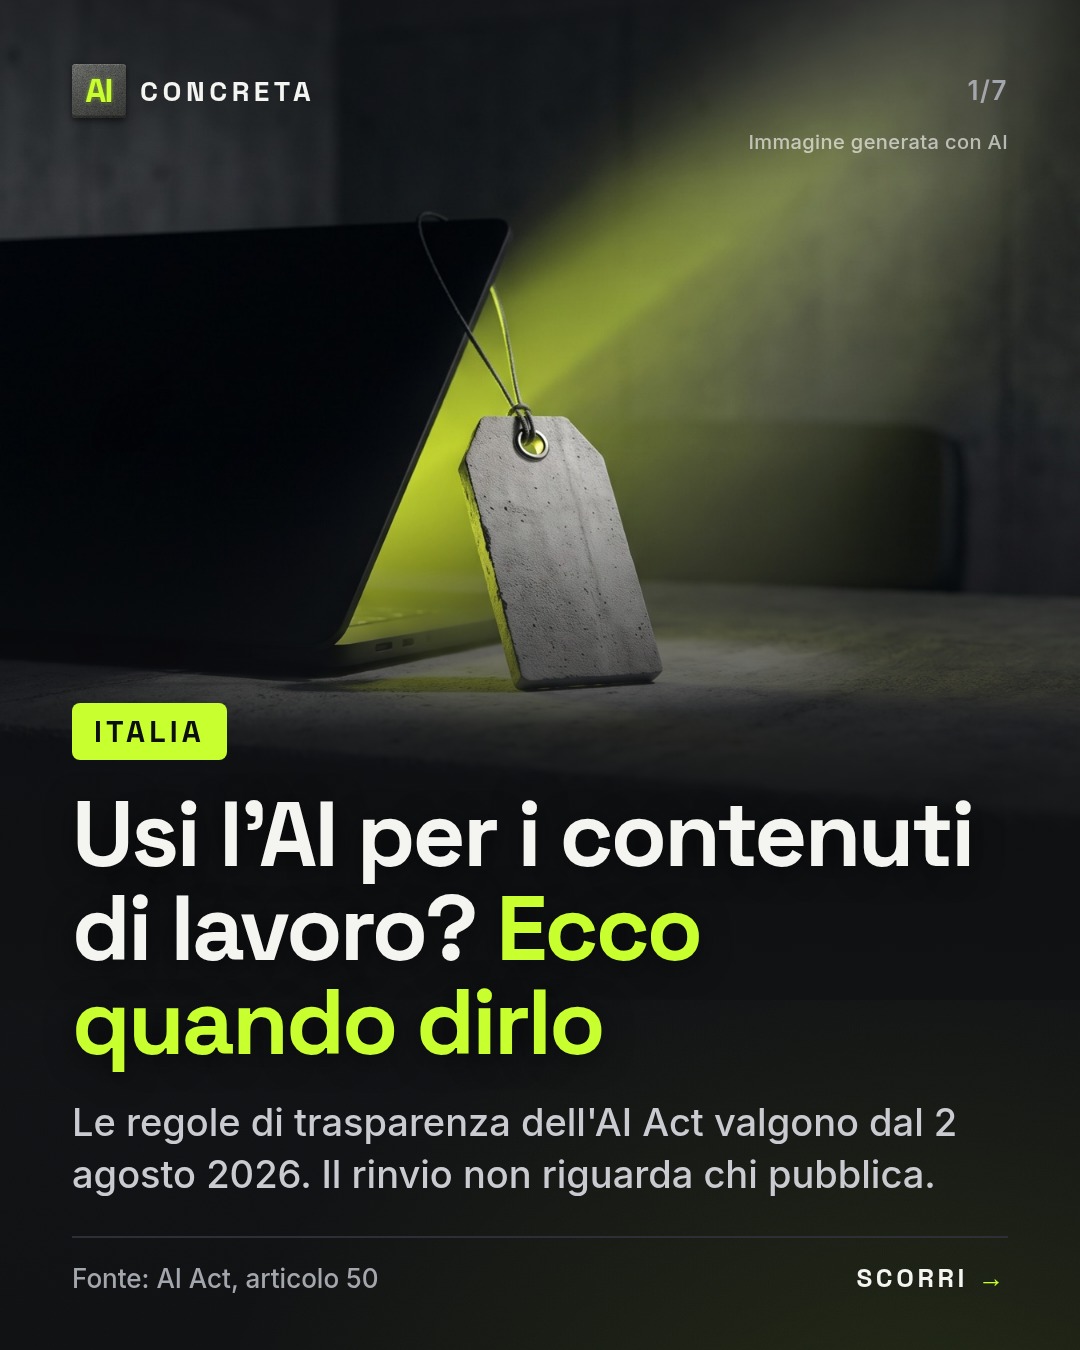 AI CONCRETA
1/7
Immagine generata con AI
ITALIA
Usi l’AI per i contenuti
di lavoro? Ecco
quando dirlo
Le regole di trasparenza dell'AI Act valgono dal 2
agosto 2026. Il rinvio non riguarda chi pubblica.
Fonte: AI Act, articolo 50
SCORRI →